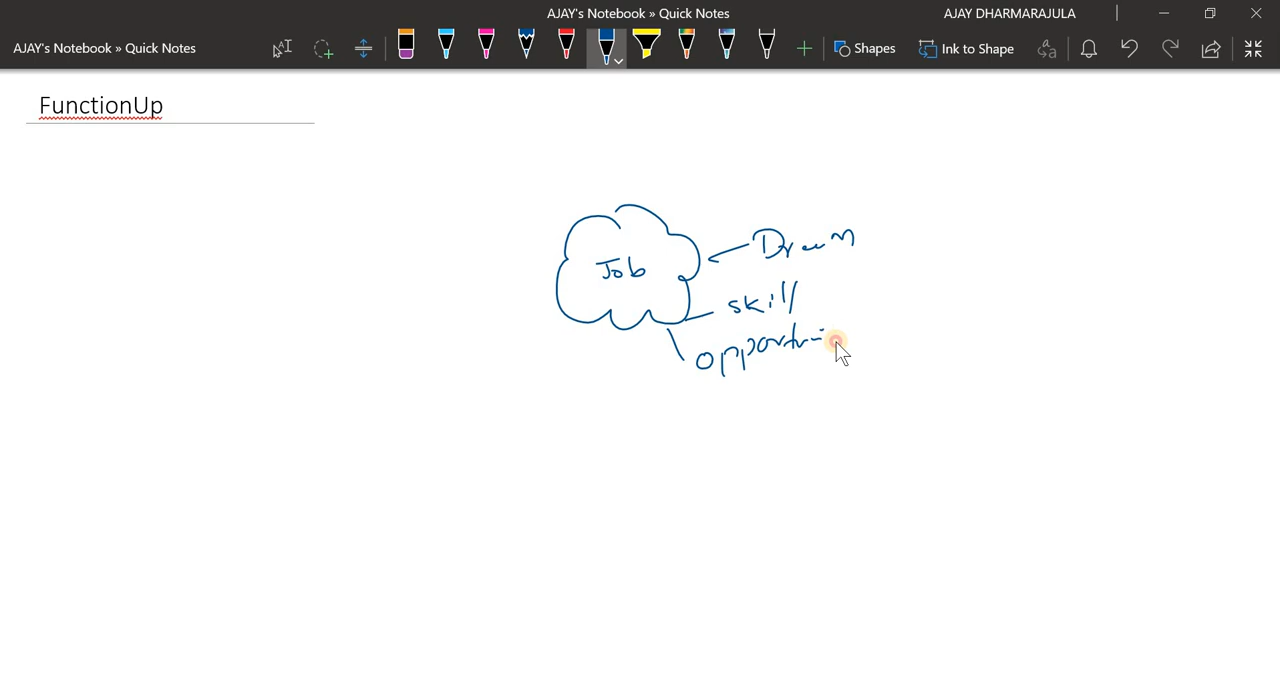 AJAY's Notebook » Quick Notes
AJAY DHARMARAJULA
AJAY's Notebook » Quick Notes
Shapes
Ink to Shape
FunctionUp
Job
Dream
skill
opportuni